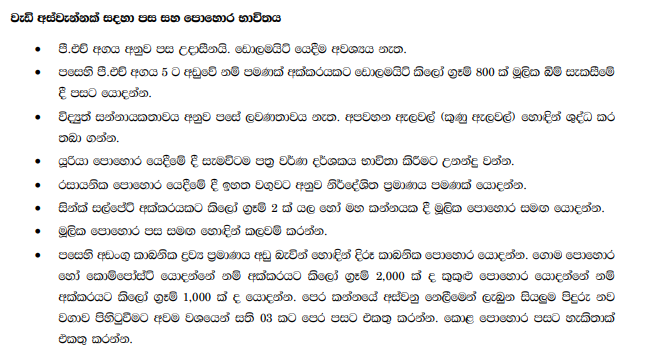 වැඩි අස්වැන්නක් සදහා පස සහ පොහොර භාවිතය
• පී.එච් අගය අනුව පස උදාසීනයි. ඩොලමයිට් යෙදීම අවශ්‍යය නැත.
• පසෙහි පී.එච් අගය 5 ට අඩුවේ නම් පමණක් අක්කරයකට ඩොලමයිට් කිලෝ ග්‍රෑම් 800 ක් මූලික බිම් සැකසීමේ
දී පසට යොදන්න.
• විද්‍යුත් සන්නායකතාවය අනුව පසේ ලවණතාවය නැත. අපවහන ඇලවල් (කුණු ඇලවල්) හොඳින් ශුද්ධ කර
තබා ගන්න.
• යූරියා පොහොර යෙදීමේ දී සැමවිටම පත්‍ර වර්ණ දර්ශකය භාවිතා කිරීමට උනන්දු වන්න.
• රසායනික පොහොර යෙදීමේ දී ඉහත වගුවට අනුව නිර්දේශිත ප්‍රමාණය පමණක් යොදන්න.
• සින්ක් සල්පේට් අක්කරයකට කිලෝ ග්‍රෑම් 2 ක් යල හෝ මහ කන්නයක දී මූලික පොහොර සමඟ යොදන්න.
• මූලික පොහොර පස සමඟ හොඳින් කලවම් කරන්න.
• පසෙහි අඩංගු කාබනික ද්‍රව්‍ය ප්‍රමාණය අඩු බැවින් හොඳින් දිරූ කාබනික පොහොර යොදන්න. ගොම පොහොර
හෝ කොම්පෝස්ට් යොදන්නේ නම් අක්කරයට කිලෝ ග්‍රෑම් 2,000 ක් ද කුකුළු පොහොර යොදන්නේ නම්
අක්කරයට කිලෝ ග්‍රෑම් 1,000 ක් ද යොදන්න. පෙර කන්නයේ අස්වනු නෙලීමෙන් ලැබුන සියලුම පිදුරු නව
වගාව පිහිටුවීමට අවම වශයෙන් සති 03 කට පෙර පසට එකතු කරන්න. කොළ පොහොර පසට හැකිතාක්
එකතු කරන්න.